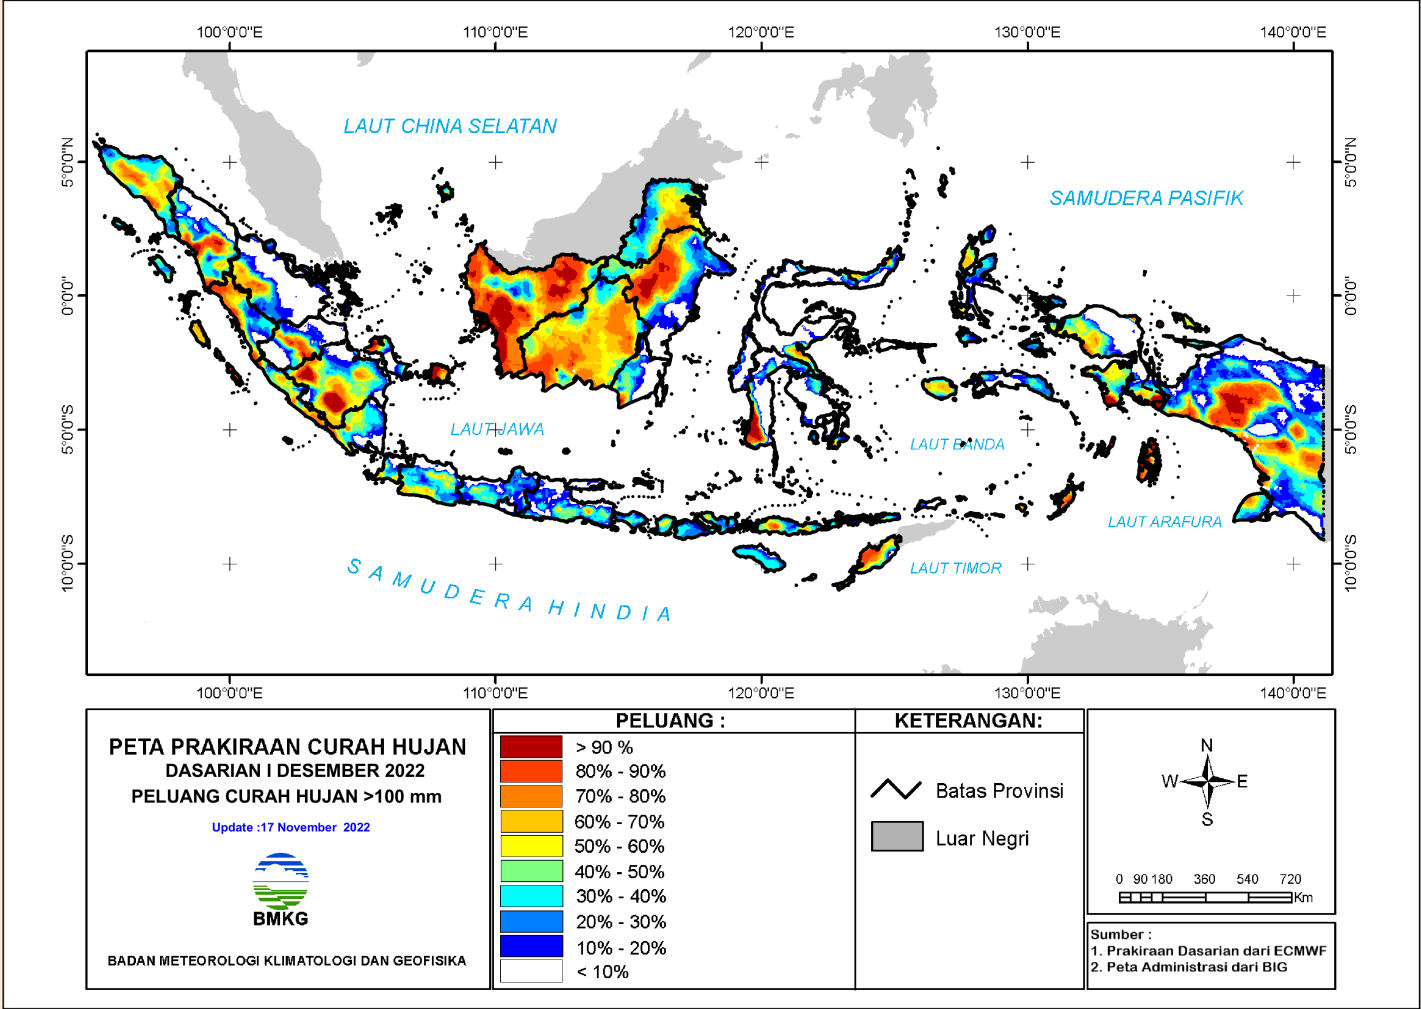 100°0'0"E 110°0'0"E 120°0'0"E 130°0'0"E 140°0'0"E
5°0'0"N
0°0'0"
5°0'0"S
10°0'0"S
LAUT CHINA SELATAN
SAMUDERA PASIFIK
LAUT JAWA
LAUT BANDA
LAUT ARAFURA
LAUT TIMOR
SAMUDERA HINDIA
5°0'0"N
0°0'0"
5°0'0"S
10°0'0"S
100°0'0"E 110°0'0"E 120°0'0"E 130°0'0"E 140°0'0"E
PETA PRAKIRAAN CURAH HUJAN
DASARIAN I DESEMBER 2022
PELUANG CURAH HUJAN >100 mm
Update :17 November 2022
BMKG
BADAN METEOROLOGI KLIMATOLOGI DAN GEOFISIKA
PELUANG :
> 90 %
80% - 90%
70% - 80%
60% - 70%
50% - 60%
40% - 50%
30% - 40%
20% - 30%
10% - 20%
< 10%
KETERANGAN:
Batas Provinsi
Luar Negri
N
W E
S
0 90 180 360 540 720
Km
Sumber :
1. Prakiraan Dasarian dari ECMWF
2. Peta Administrasi dari BIG